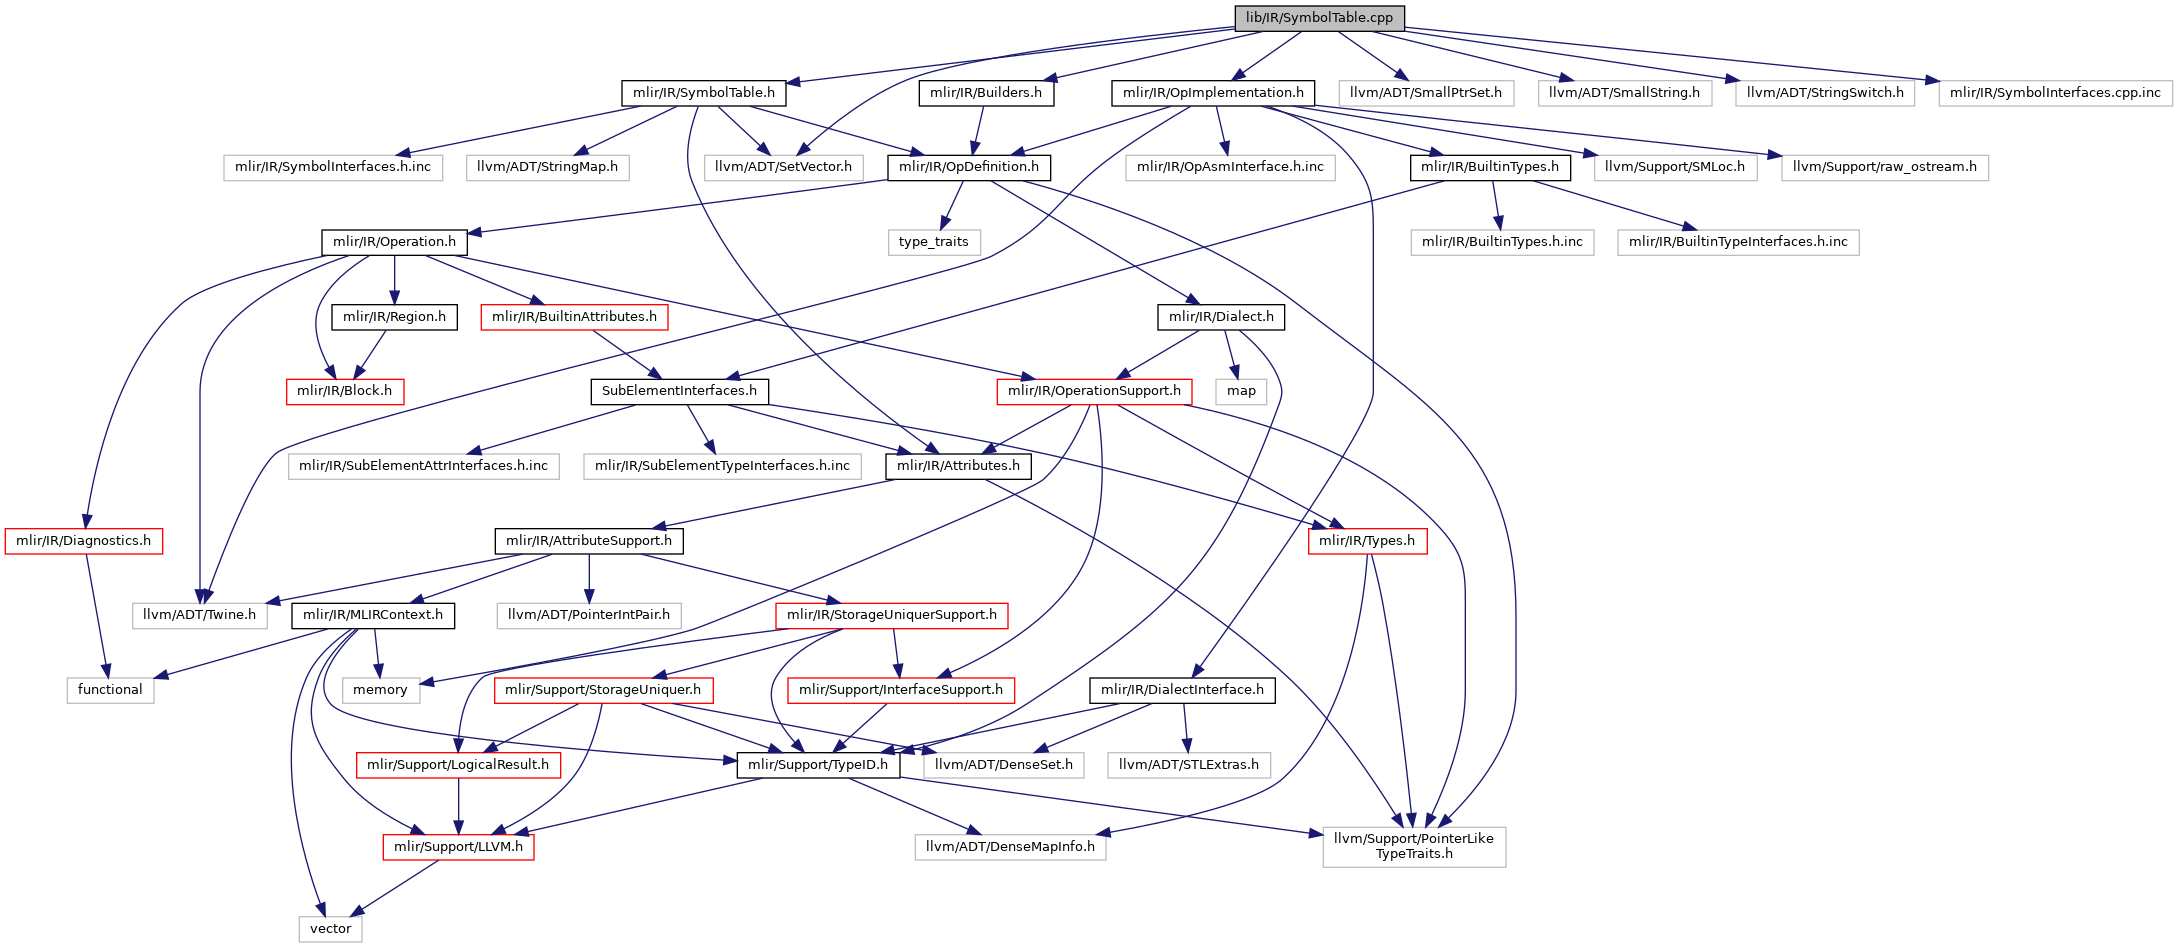 lib/IR/SymbolTable.cpp
mlir/IR/SymbolTable.h
mlir/IR/Builders.h
mlir/IR/OpImplementation.h
llvm/ADT/SmallPtrSet.h
llvm/ADT/SmallString.h
llvm/ADT/StringSwitch.h
mlir/IR/SymbolInterfaces.cpp.inc
mlir/IR/SymbolInterfaces.h.inc
llvm/ADT/StringMap.h
llvm/ADT/SetVector.h
mlir/IR/OpDefinition.h
mlir/IR/OpAsmInterface.h.inc
mlir/IR/BuiltinTypes.h
llvm/Support/SMLoc.h
llvm/Support/raw_ostream.h
mlir/IR/Operation.h
type_traits
mlir/IR/BuiltinTypes.h.inc
mlir/IR/BuiltinTypeInterfaces.h.inc
mlir/IR/Region.h
mlir/IR/BuiltinAttributes.h
mlir/IR/Dialect.h
mlir/IR/Block.h
SubElementInterfaces.h
mlir/IR/OperationSupport.h
map
mlir/IR/SubElementAttrInterfaces.h.inc
mlir/IR/SubElementTypeInterfaces.h.inc
mlir/IR/Attributes.h
mlir/IR/Diagnostics.h
mlir/IR/AttributeSupport.h
mlir/IR/Types.h
llvm/ADT/Twine.h
mlir/IR/MLIRContext.h
llvm/ADT/PointerIntPair.h
mlir/IR/StorageUniquerSupport.h
functional
memory
mlir/Support/StorageUniquer.h
mlir/Support/InterfaceSupport.h
mlir/IR/DialectInterface.h
mlir/Support/LogicalResult.h
mlir/Support/TypeID.h
llvm/ADT/DenseSet.h
llvm/ADT/STLExtras.h
mlir/Support/LLVM.h
llvm/ADT/DenseMapInfo.h
llvm/Support/PointerLike
TypeTraits.h
vector